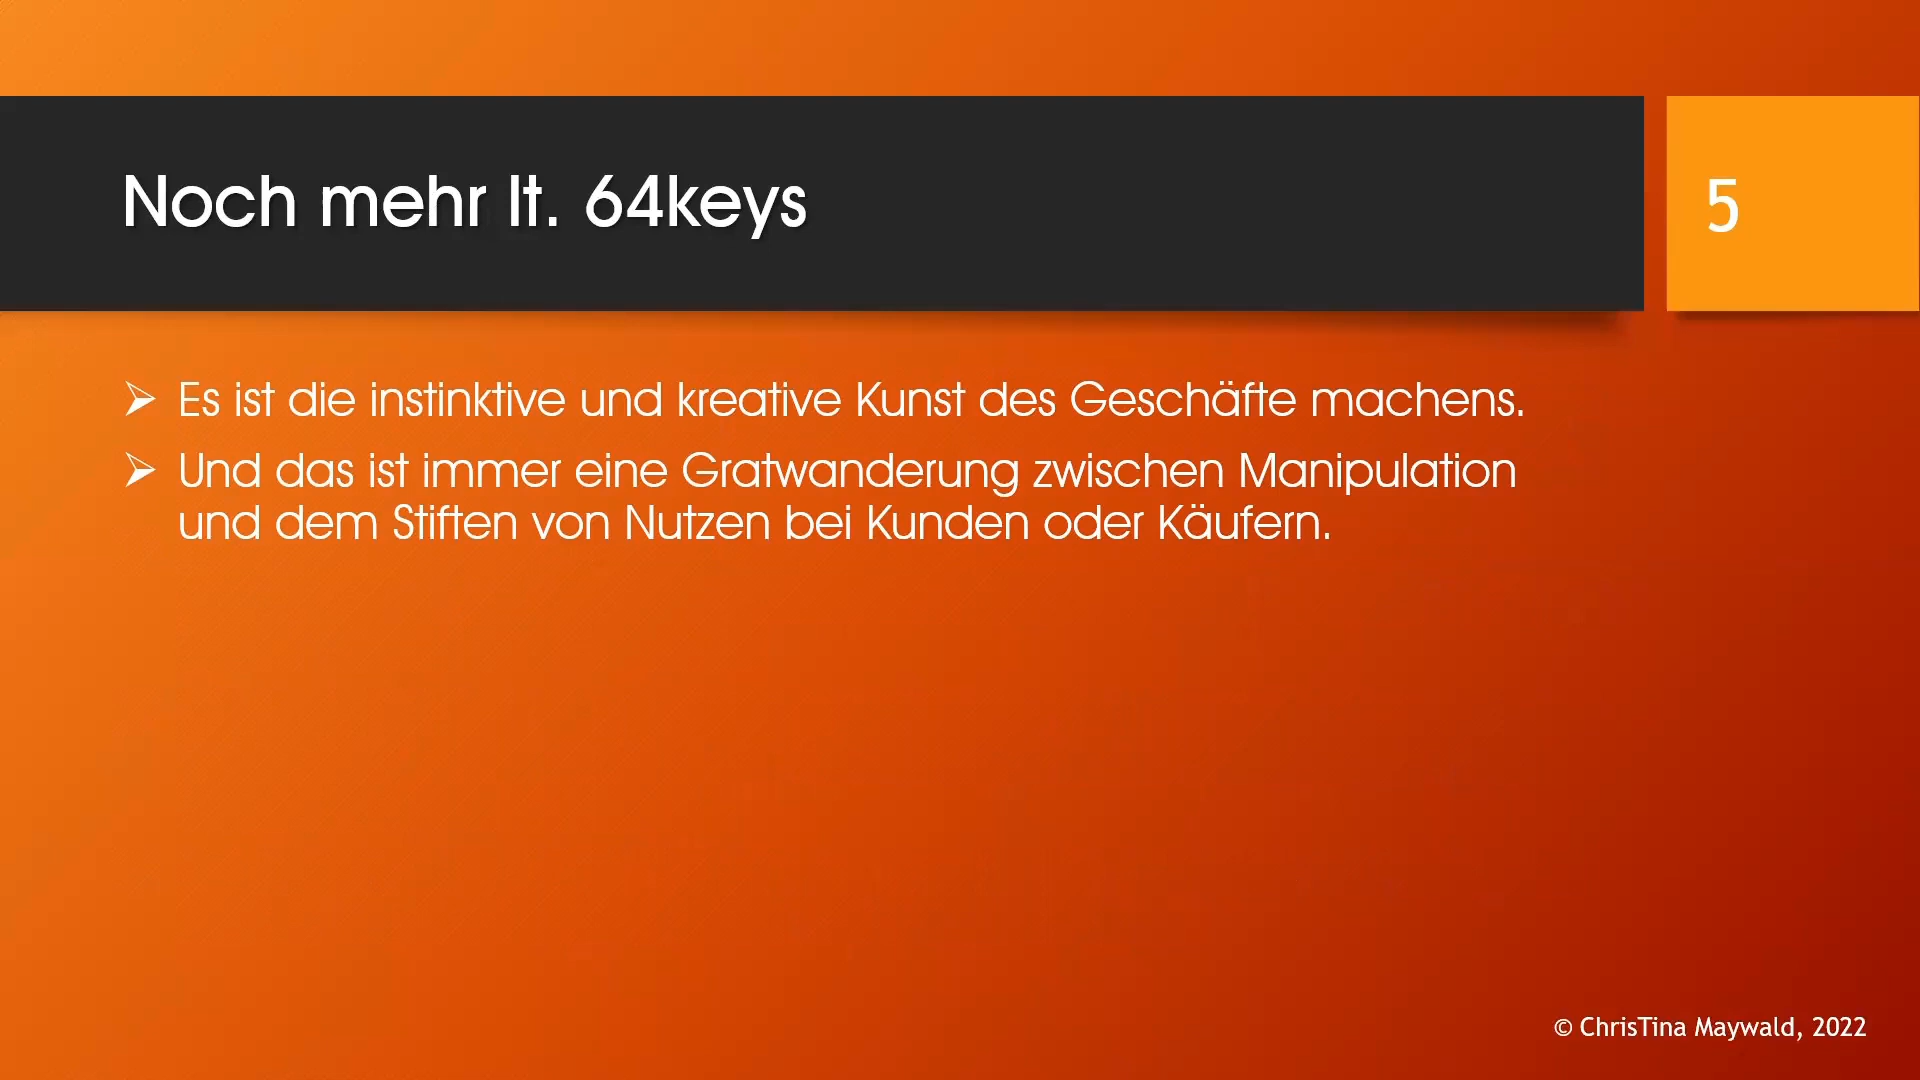 Noch mehr lt. 64keys
5
➢ Es ist die instinktive und kreative Kunst des Geschäfte machens.
➢ Und das ist immer eine Gratwanderung zwischen Manipulation
und dem Stiften von Nutzen bei Kunden oder Käufern.
© ChrisTina Maywald, 2022